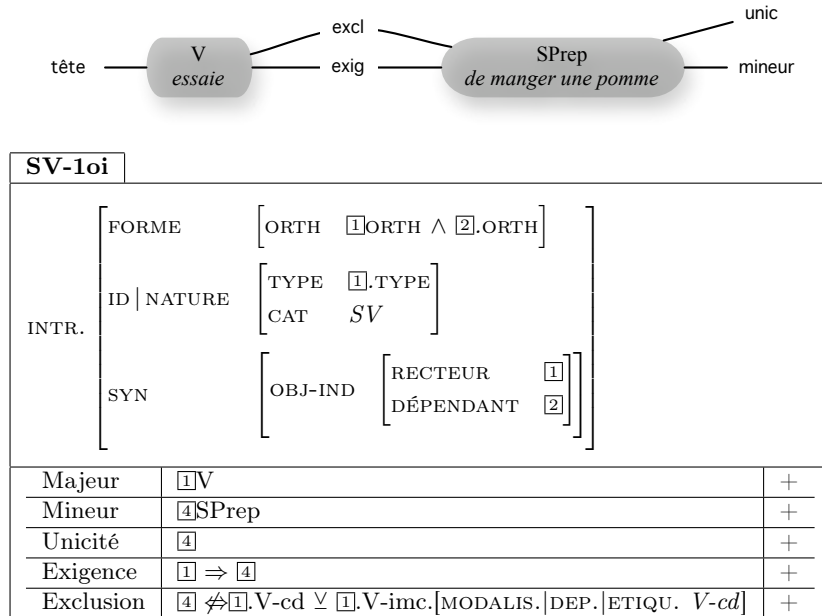 unic
excl
tête V exig SPrep mineur
essaie de manger une pomme
SV-1oi
FORME [ORTH 1ORTH ∧ 2.ORTH]
ID | NATURE [TYPE 1.TYPE
CAT SV]
INTR.
SYN [OBJ-IND [RECTEUR 1
DÉPENDANT 2]]
Majeur 1V +
Mineur 4SPrep +
Unicité 4 +
Exigence 1 ⇒ 4 +
Exclusion 4 ⇎1.V-cd ⊻ 1.V-imc.[MODALIS.|DEP.|ETIQU. V-cd] +